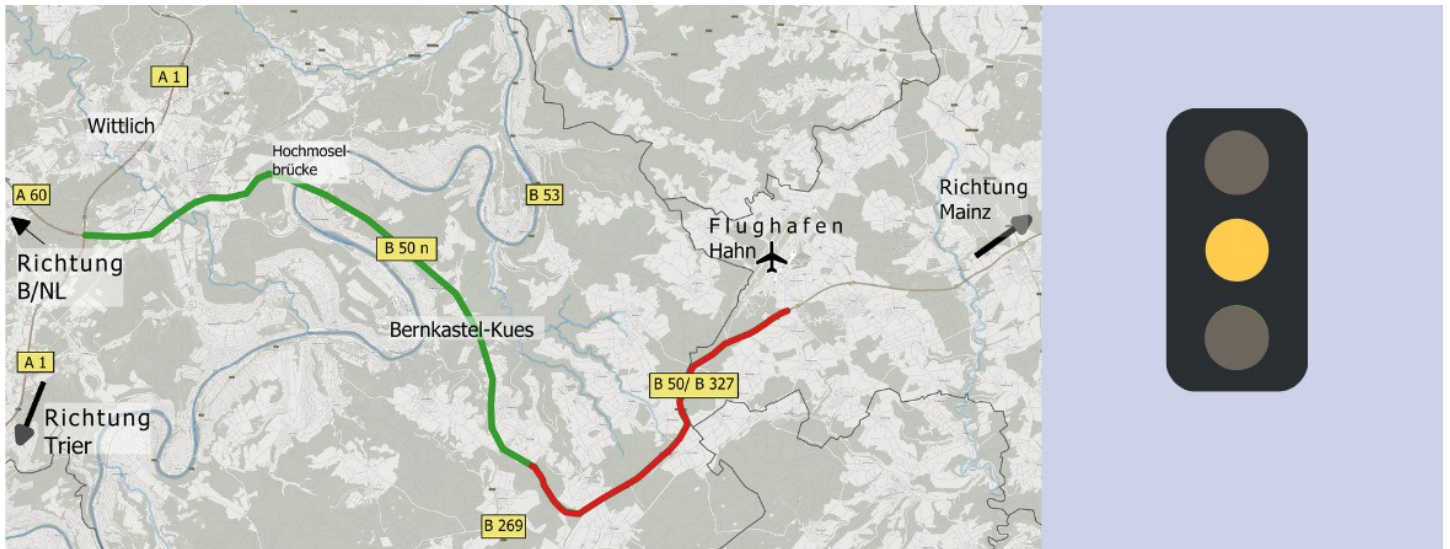 A 1
Wittlich
Hochmosel-
brücke
A 60
B 53
Richtung
Mainz
Flughafen
Hahn
B 50 n
Richtung
B/NL
Bernkastel-Kues
A 1
B 50/ B 327
Richtung
Trier
B 269